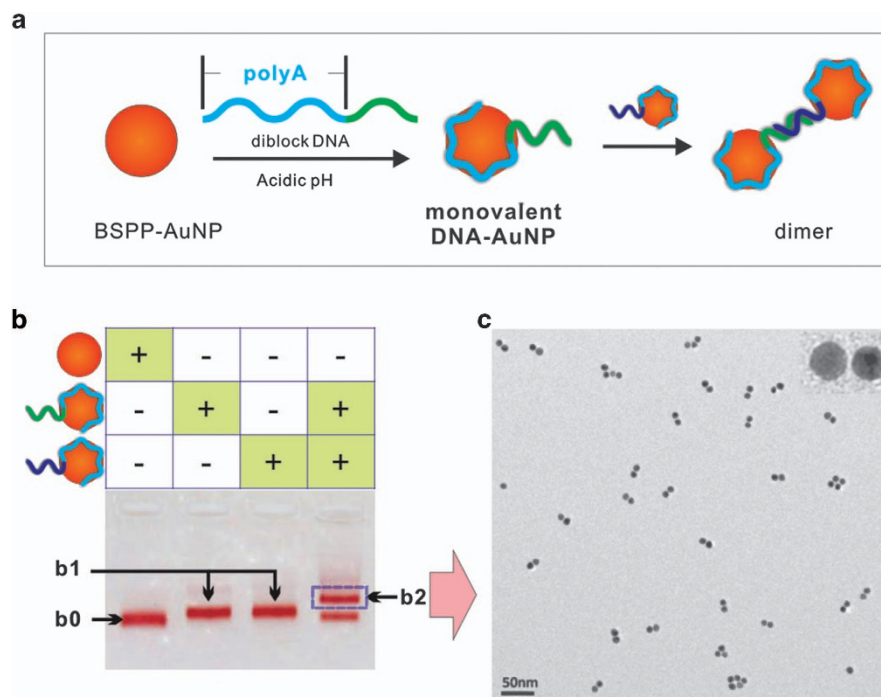 a
polyA
diblock DNA
Acidic pH
BSPP-AuNP
monovalent
DNA-AuNP
dimer
b
+ - - -
- + - +
- - + +
b1
b0
b2
c
50nm